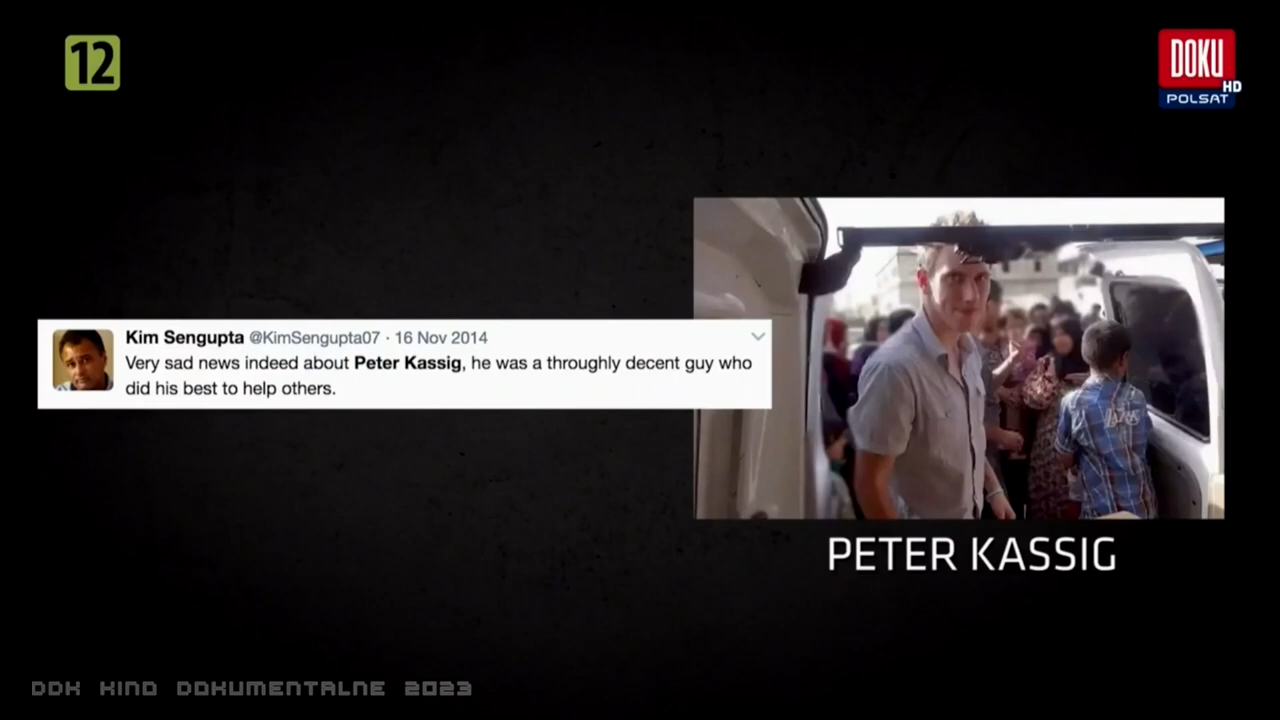 12
DOKU
HD
POLSAT
Kim Sengupta @KimSengupta07 · 16 Nov 2014
Very sad news indeed about Peter Kassig, he was a throughly decent guy who
did his best to help others.
PETER KASSIG
DDK KINO DOKUMENTALNE 2023